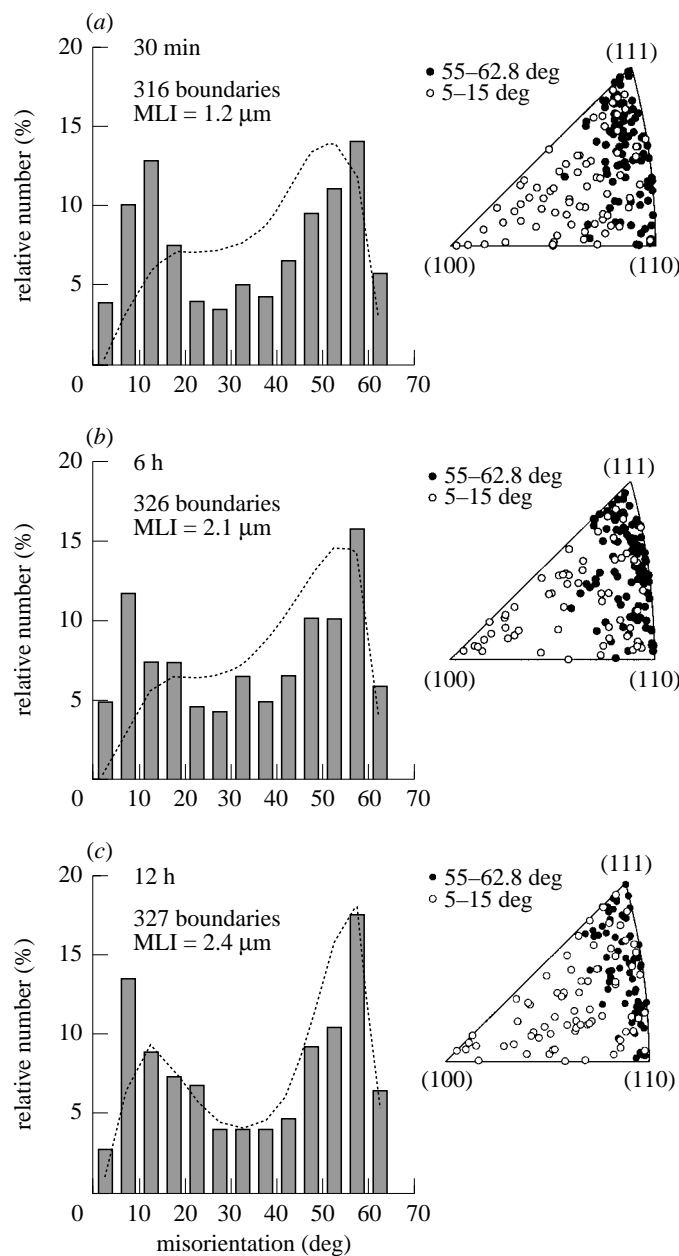 (a)
20
15
10
5
relative number (%)
30 min
316 boundaries
MLI = 1.2 μm
0 10 20 30 40 50 60 70
55–62.8 deg
5–15 deg
(111)
(100)
(110)
(b)
20
15
10
5
relative number (%)
6 h
326 boundaries
MLI = 2.1 μm
0 10 20 30 40 50 60 70
55–62.8 deg
5–15 deg
(111)
(100)
(110)
(c)
20
15
10
5
relative number (%)
12 h
327 boundaries
MLI = 2.4 μm
0 10 20 30 40 50 60 70
misorientation (deg)
55–62.8 deg
5–15 deg
(111)
(100)
(110)